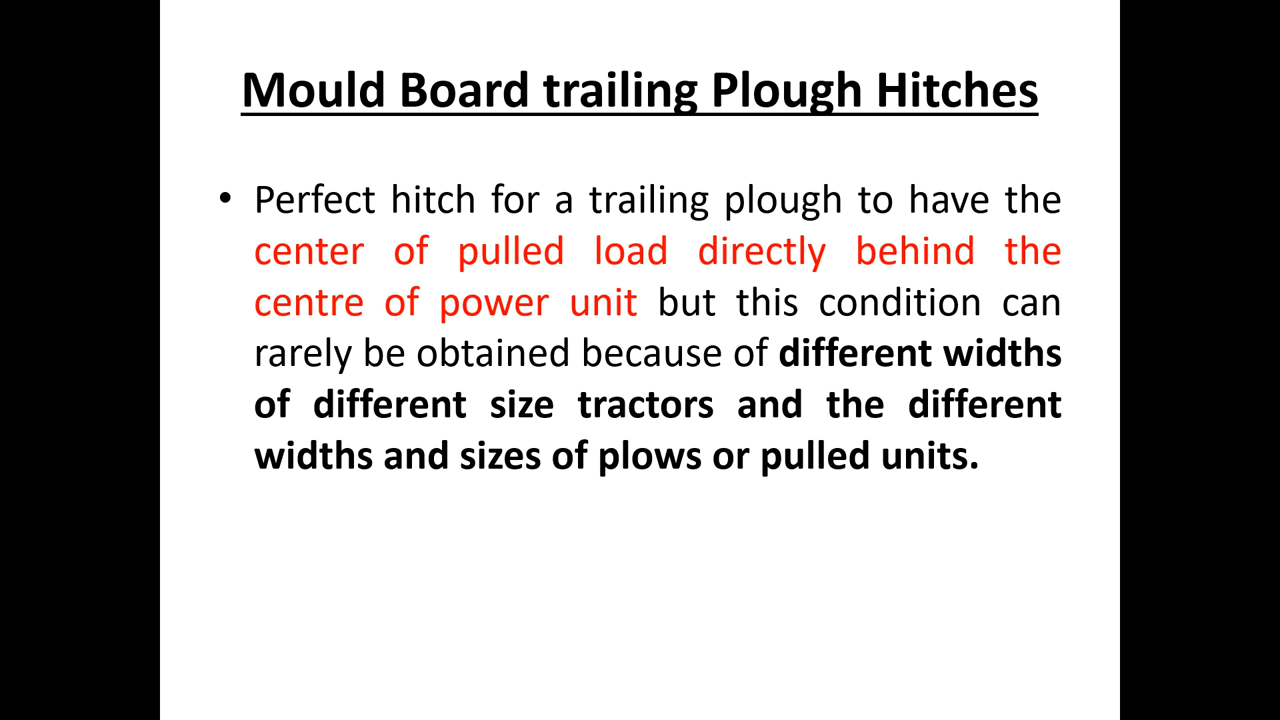 Mould Board trailing Plough Hitches
• Perfect hitch for a trailing plough to have the
center of pulled load directly behind the
centre of power unit but this condition can
rarely be obtained because of different widths
of different size tractors and the different
widths and sizes of plows or pulled units.